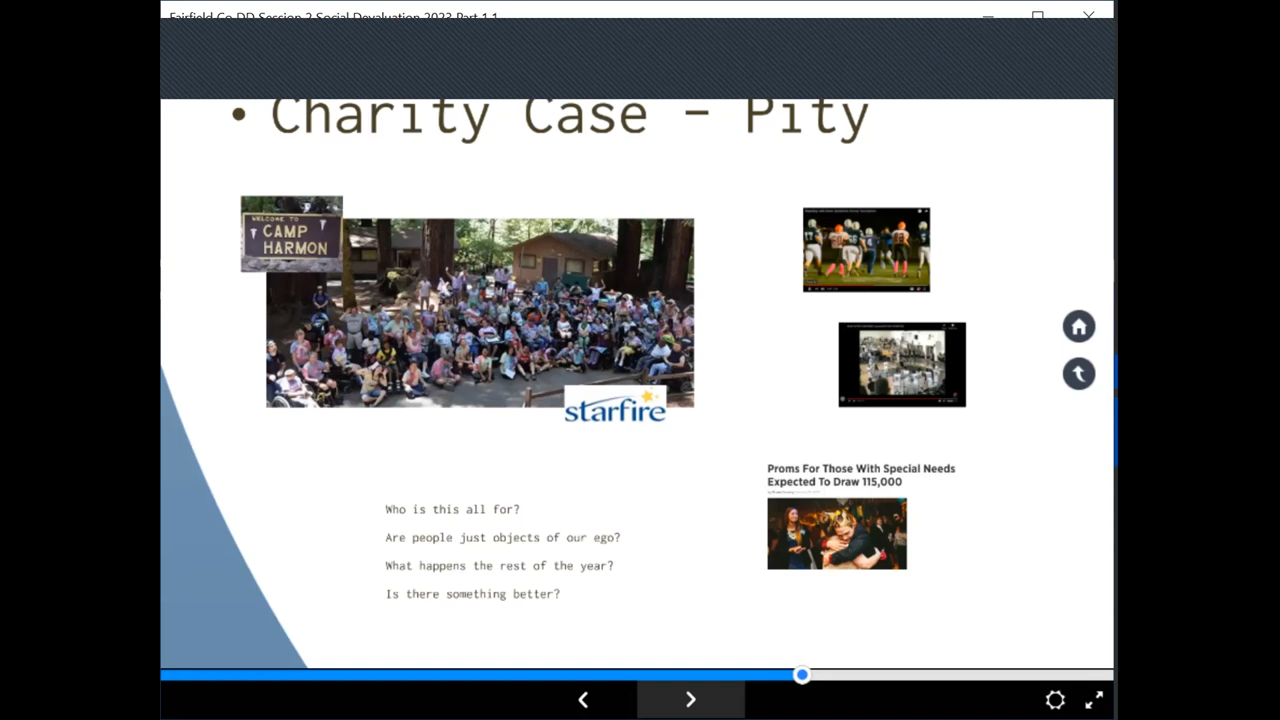 Fairfield Co DD Session 2 Social Devaluation 2023 Part 1.1
• Charity Case – Pity
WELCOME TO
CAMP
HARMON
starfire
Proms For Those With Special Needs
Expected To Draw 115,000
Who is this all for?
Are people just objects of our ego?
What happens the rest of the year?
Is there something better?